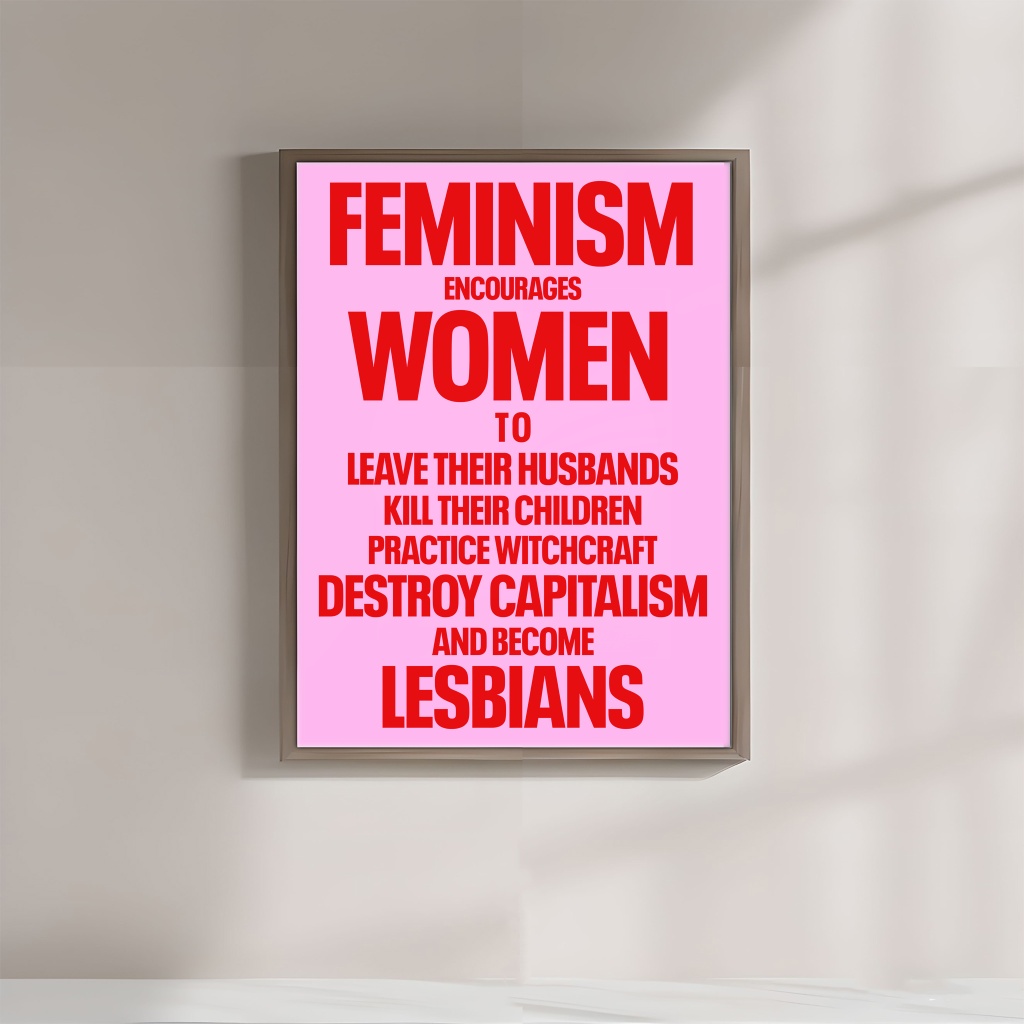 FEMINISM
ENCOURAGES
WOMEN
TO
LEAVE THEIR HUSBANDS
KILL THEIR CHILDREN
PRACTICE WITCHCRAFT
DESTROY CAPITALISM
AND BECOME
LESBIANS